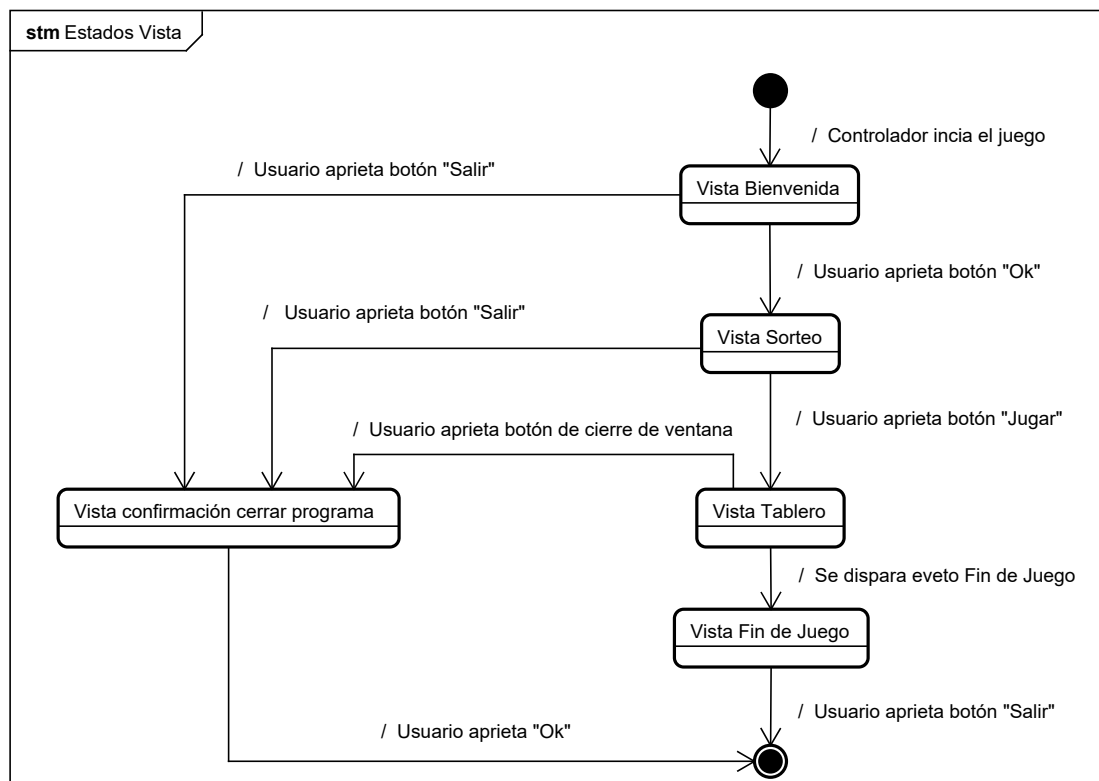 stm Estados Vista
/ Controlador incia el juego
/ Usuario aprieta botón "Salir"
Vista Bienvenida
/ Usuario aprieta botón "Ok"
/ Usuario aprieta botón "Salir"
Vista Sorteo
/ Usuario aprieta botón "Jugar"
/ Usuario aprieta botón de cierre de ventana
Vista confirmación cerrar programa
Vista Tablero
/ Se dispara eveto Fin de Juego
Vista Fin de Juego
/ Usuario aprieta botón "Salir"
/ Usuario aprieta "Ok"